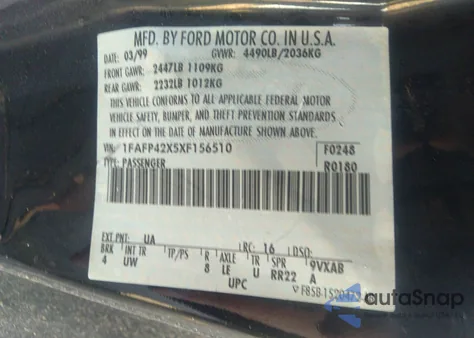 MFD. BY FORD MOTOR CO. IN U.S.A.
DATE: 03/99 GVWR: 4490LB/2036KG
FRONT GAWR: 2447LB 1109KG
REAR GAWR: 2232LB 1012KG
THIS VEHICLE CONFORMS TO ALL APPLICABLE FEDERAL MOTOR
VEHICLE SAFETY, BUMPER, AND THEFT PREVENTION STANDARDS
IN EFFECT ON THE DATE OF MANUFACTURE SHOWN ABOVE.
VIN: 1FAFP42X5XF156510 F0248
TYPE: PASSENGER R0180
EXT PNT: UA RC: 16 DSO:
BRK INT TR TP/PS R AXLE TR SPR 9VXAB
4 UW 8 LE U RR22 A
UPC
autoSnap